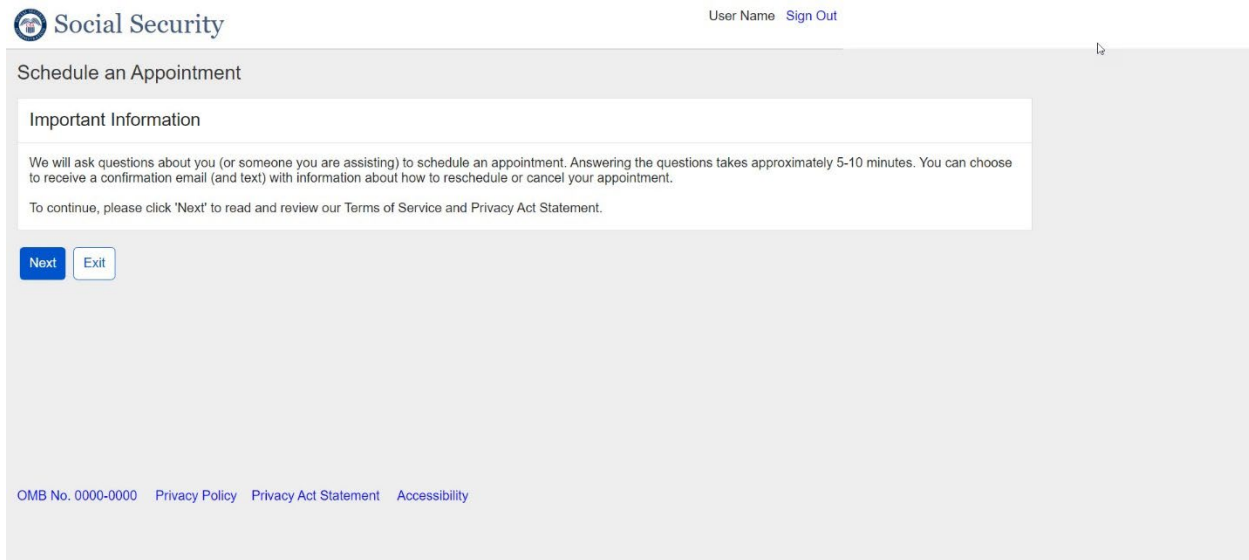 Social Security
User Name Sign Out
Schedule an Appointment
Important Information
We will ask questions about you (or someone you are assisting) to schedule an appointment. Answering the questions takes approximately 5-10 minutes. You can choose
to receive a confirmation email (and text) with information about how to reschedule or cancel your appointment.
To continue, please click 'Next' to read and review our Terms of Service and Privacy Act Statement.
Next Exit
OMB No. 0000-0000 Privacy Policy Privacy Act Statement Accessibility